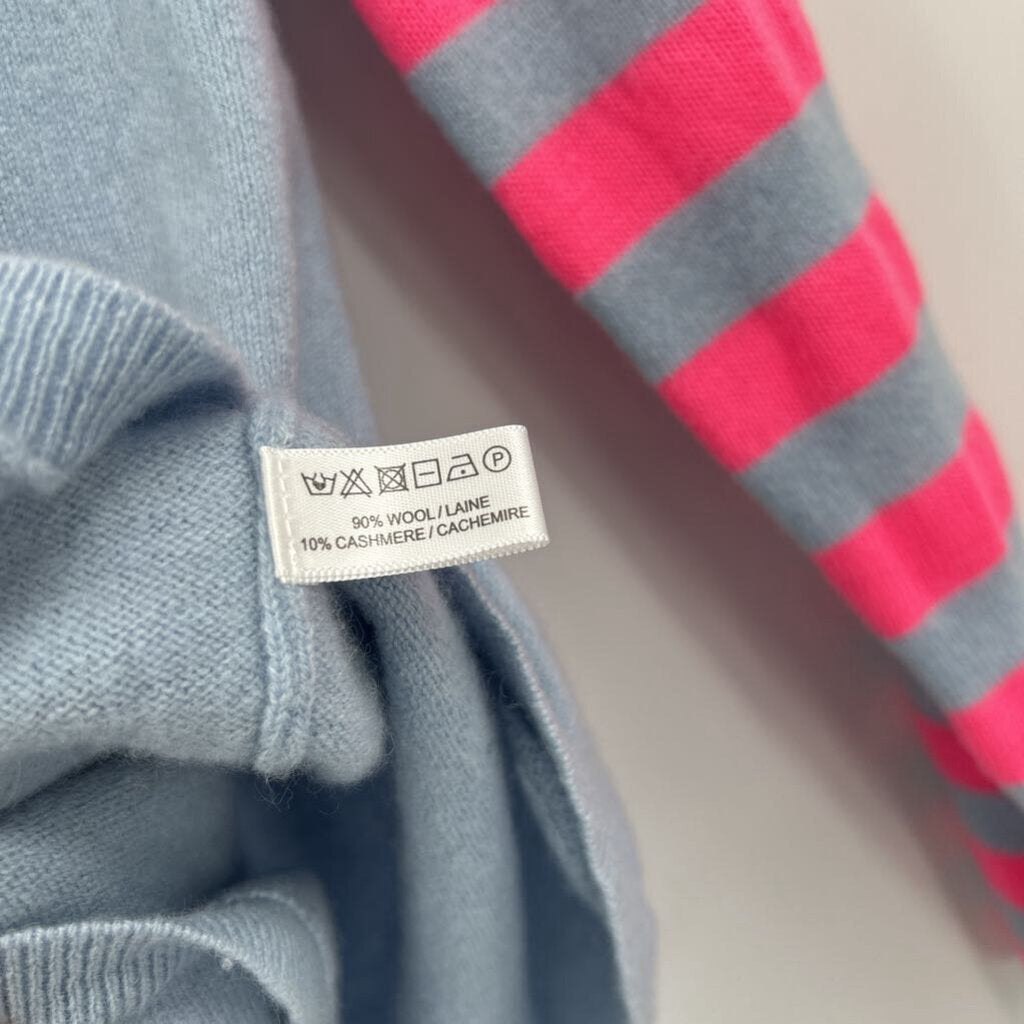 P
90% WOOL / LAINE
10% CASHMERE / CACHEMIRE